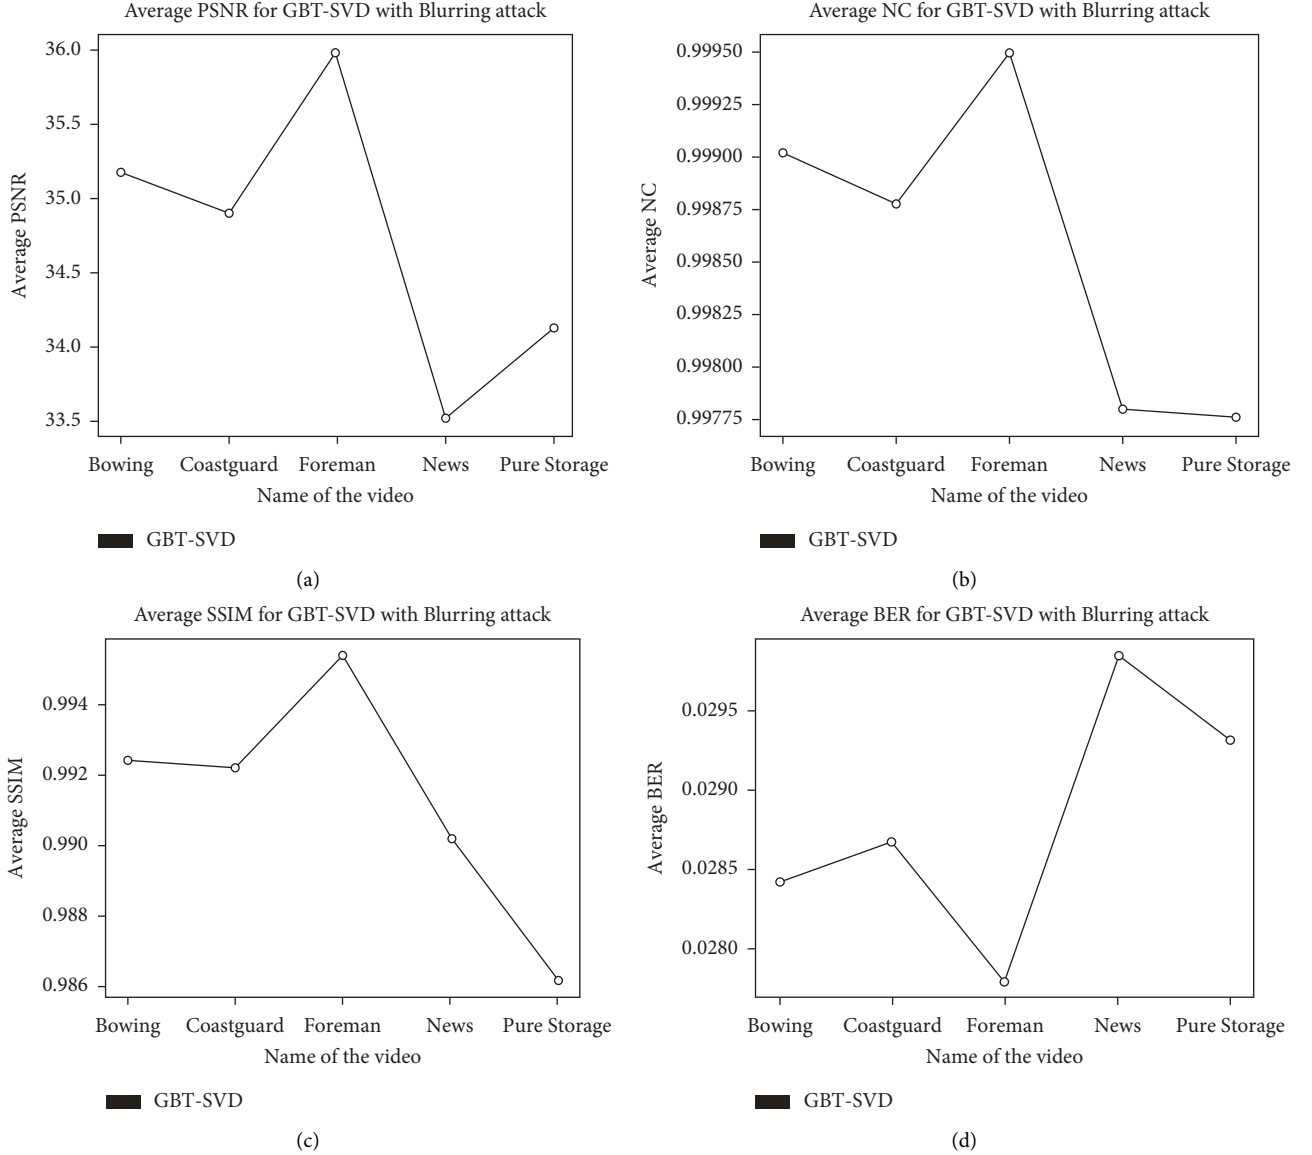 Average PSNR for GBT-SVD with Blurring attack
36.0
35.5
35.0
34.5
34.0
33.5
Average PSNR
Bowing Coastguard Foreman News Pure Storage
Name of the video
GBT-SVD
(a)
Average NC for GBT-SVD with Blurring attack
0.99950
0.99925
0.99900
0.99875
0.99850
0.99825
0.99800
0.99775
Average NC
Bowing Coastguard Foreman News Pure Storage
Name of the video
GBT-SVD
(b)
Average SSIM for GBT-SVD with Blurring attack
0.994
0.992
0.990
0.988
0.986
Average SSIM
Bowing Coastguard Foreman News Pure Storage
Name of the video
GBT-SVD
(c)
Average BER for GBT-SVD with Blurring attack
0.0295
0.0290
0.0285
0.0280
Average BER
Bowing Coastguard Foreman News Pure Storage
Name of the video
GBT-SVD
(d)